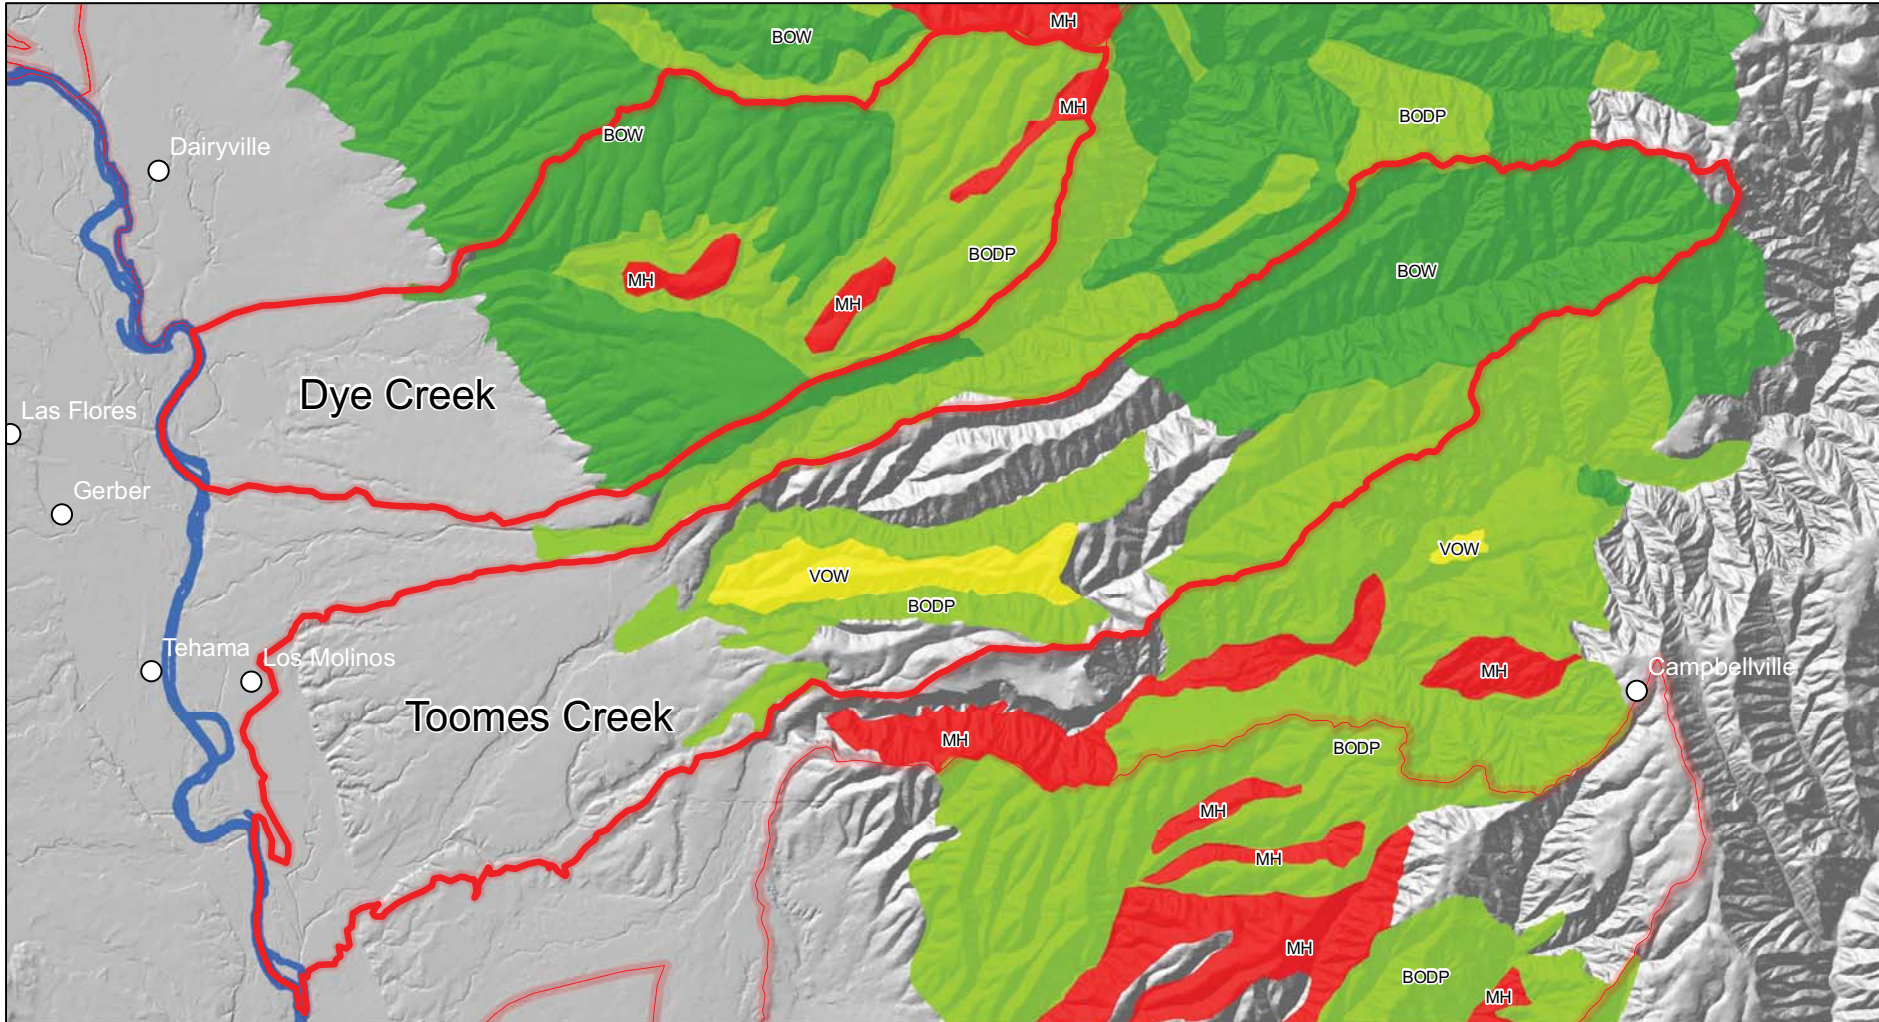 MH
BOW
MH
BODP
BOW
Dairyville
BODP
BOW
MH
MH
Dye Creek
Las Flores
Gerber
VOW
VOW
BODP
Tehama
Los Molinos
Campbellville
MH
Toomes Creek
MH
BODP
MH
MH
MH
BODP
MH